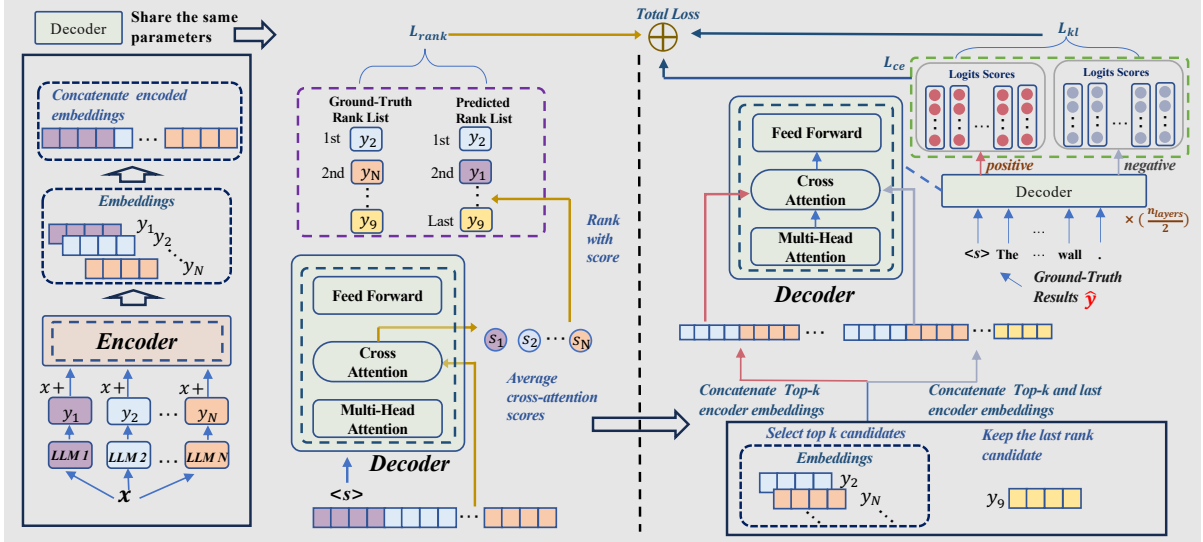 Decoder
Share the same
parameters
Concatenate encoded
embeddings
...
Embeddings
y1
y2
yN
Encoder
x+ x+ x+
y1 y2 ... yN
LLM 1 LLM 2 ... LLM N
x
L_rank
Ground-Truth
Rank List
Predicted
Rank List
1st y2 1st y2
2nd yN 2nd y1
y9 Last y9
Rank
with
score
Feed Forward
Cross
Attention
Multi-Head
Attention
Decoder
s1 s2 ... sN
Average
cross-attention
scores
<s>
...
Total Loss
L_kl
L_ce
Logits Scores
Logits Scores
... ...
positive
negative
Decoder
× (n_layers/2)
<s> The ... wall .
...
Ground-Truth
Results ŷ
Feed Forward
Cross
Attention
Multi-Head
Attention
Decoder
... ...
Concatenate Top-k
encoder embeddings
Concatenate Top-k and last
encoder embeddings
Select top k candidates
Embeddings
y2
yN
Keep the last rank
candidate
y9